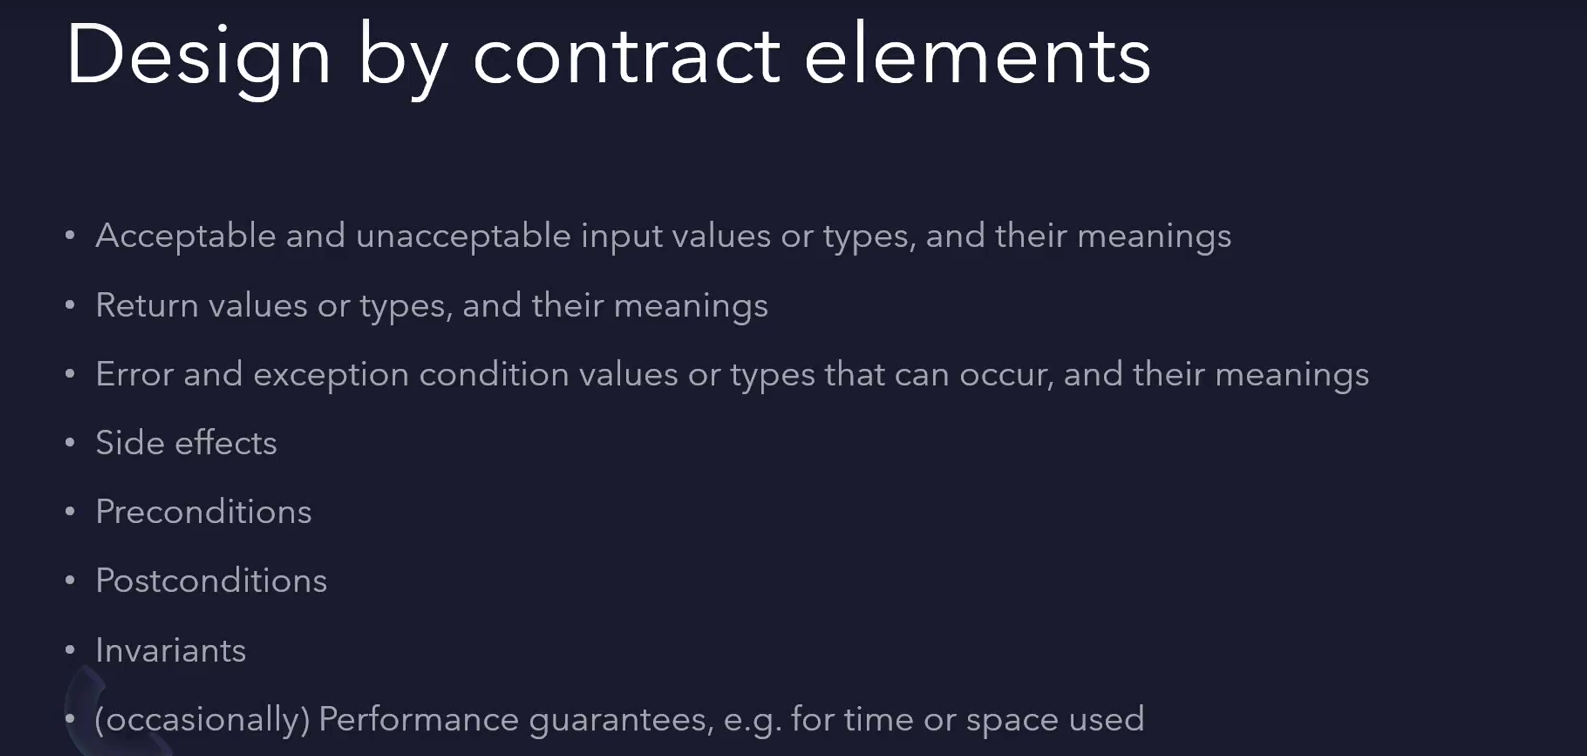 Design by contract elements
• Acceptable and unacceptable input values or types, and their meanings
• Return values or types, and their meanings
• Error and exception condition values or types that can occur, and their meanings
• Side effects
• Preconditions
• Postconditions
• Invariants
• (occasionally) Performance guarantees, e.g. for time or space used